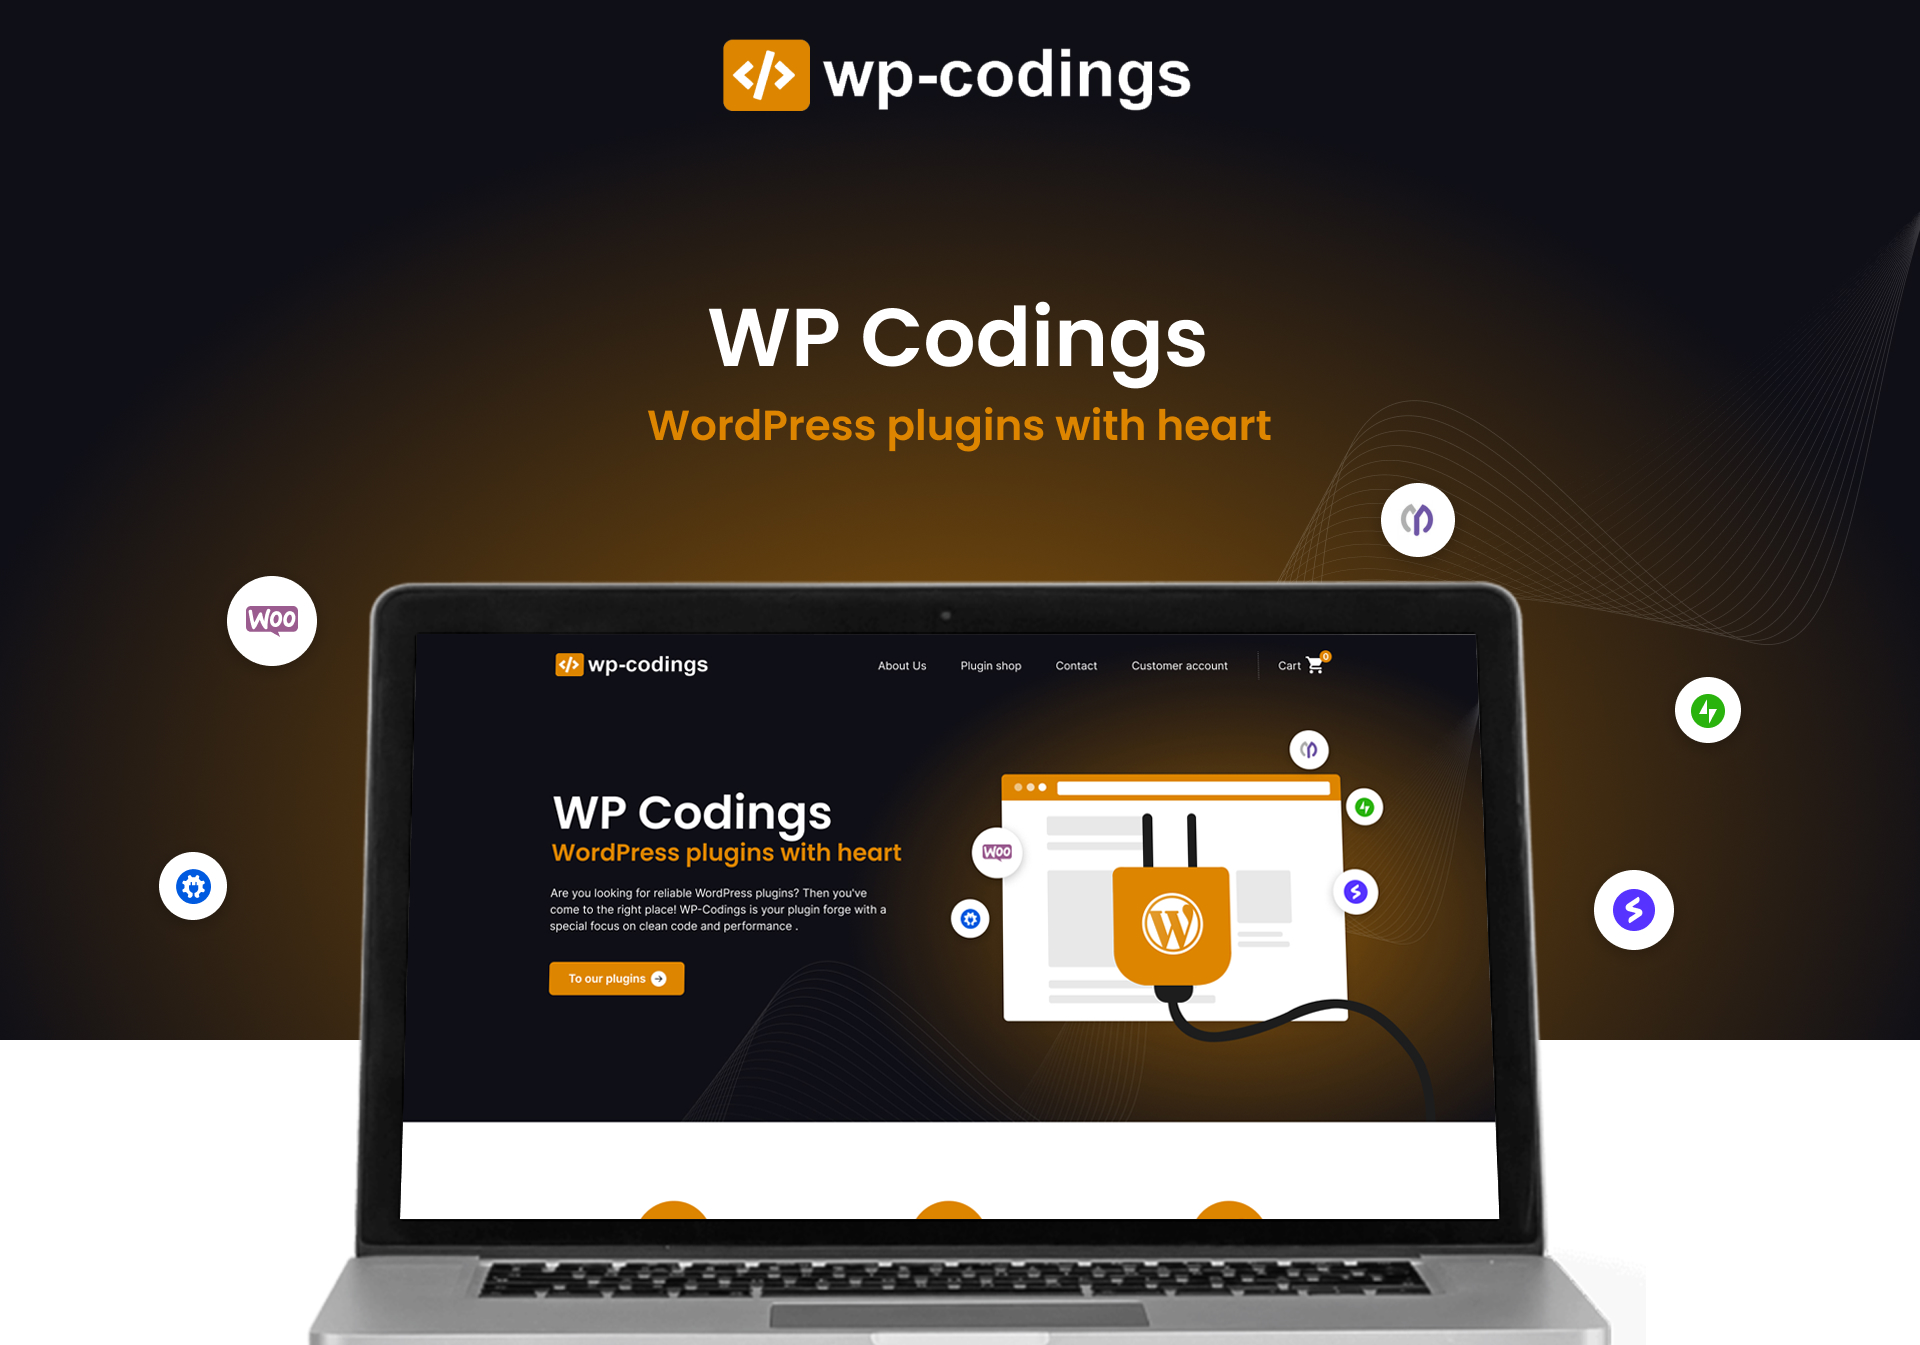 wp-codings
WP Codings
WordPress plugins with heart
Woo
wp-codings
About Us
Plugin shop
Contact
Customer account
Cart
0
WP Codings
WordPress plugins with heart
Are you looking for reliable WordPress plugins? Then you've
come to the right place! WP-Codings is your plugin forge with a
special focus on clean code and performance .
To our plugins
Woo